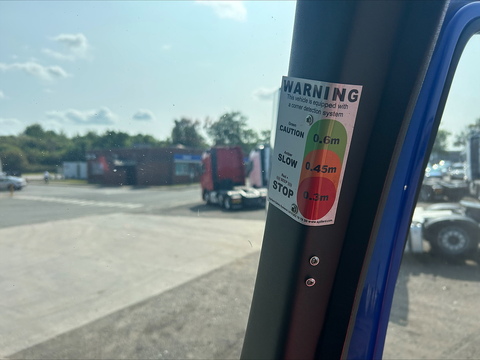 WARNING
This vehicle is equipped with
a corner detection system
CAUTION
0.6m
SLOW
0.45m
STOP
0.3m